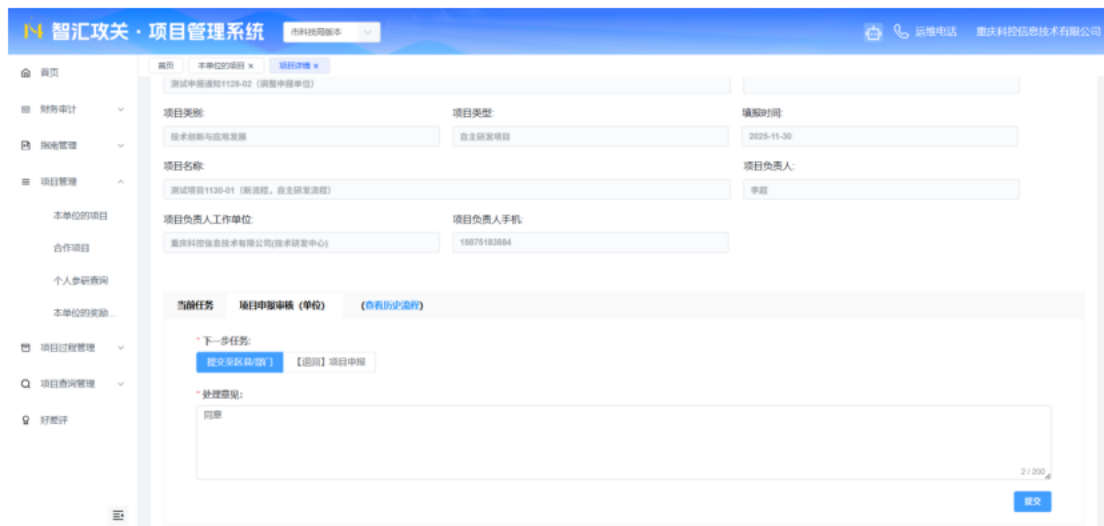 智汇攻关·项目管理系统 市科技局版本 运维电话 重庆科控信息技术有限公司
首页 首页 本单位的项目 × 项目详情 ×
测试申报通知1128-02（调整申报单位）
财务审计 项目类别: 项目类型: 填报时间:
技术创新与应用发展 自主研发项目 2025-11-30
指南管理
项目名称: 项目负责人:
项目管理 测试项目1130-01（新流程，自主研发流程） 李超
本单位的项目 项目负责人工作单位: 项目负责人手机:
合作项目 重庆科控信息技术有限公司(技术研发中心) 18875183884
个人参研查询
本单位的奖励... 当前任务 项目申报审核（单位） (查看历史流程)
项目过程管理 * 下一步任务:
提交至区县/部门 【退回】项目申报
项目查询管理 * 处理意见：
好差评 同意
2 / 200
提交